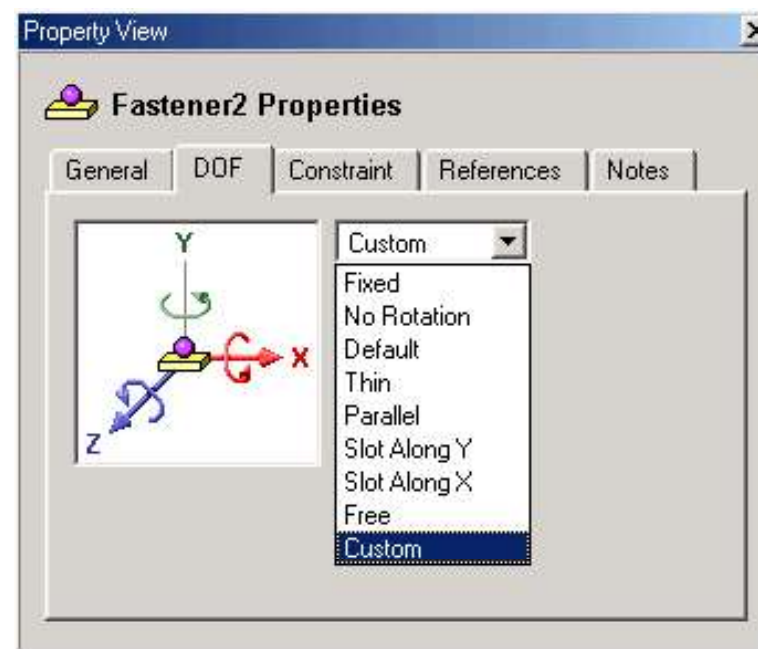 Property View
Fastener2 Properties
General DOF Constraint References Notes
Y
X
Z
Custom
Fixed
No Rotation
Default
Thin
Parallel
Slot Along Y
Slot Along X
Free
Custom